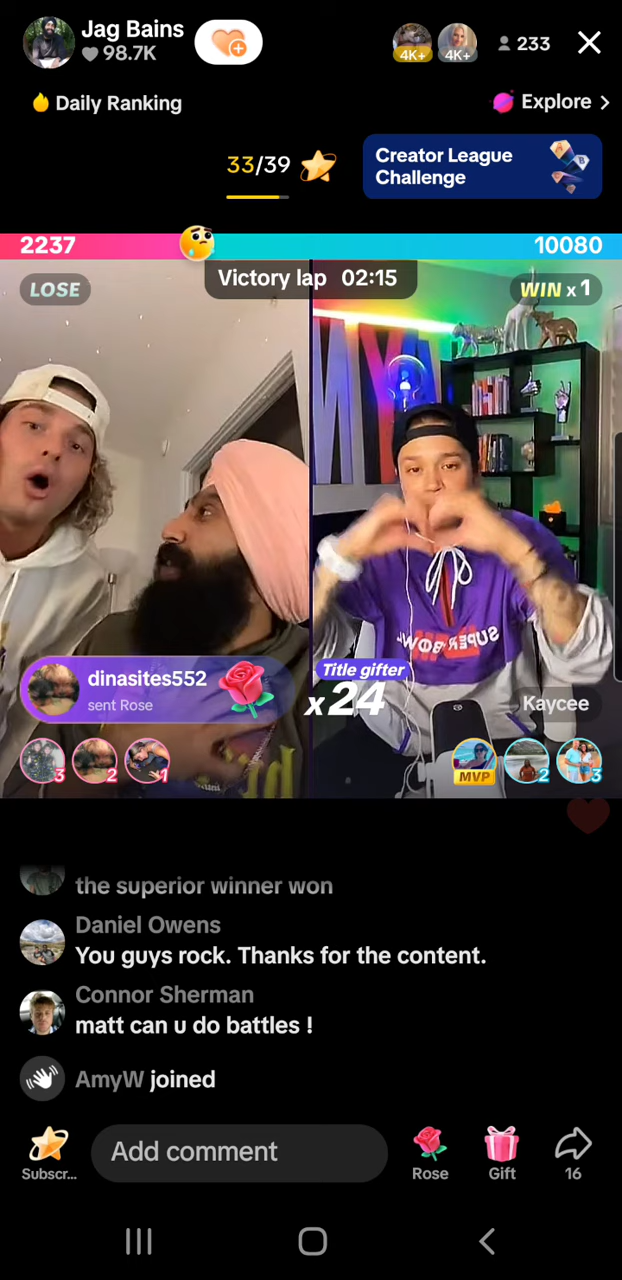 Jag Bains
98.7K
4K+
4K+
233
Daily Ranking
Explore >
33/39
Creator League
Challenge
2237
10080
Victory lap 02:15
LOSE
WIN x 1
SUPER BOWL
dinasites552
sent Rose
Title gifter
x24
Kaycee
3
2
1
MVP
2
3
the superior winner won
Daniel Owens
You guys rock. Thanks for the content.
Connor Sherman
matt can u do battles !
AmyW joined
Subscr...
Add comment
Rose
Gift
16